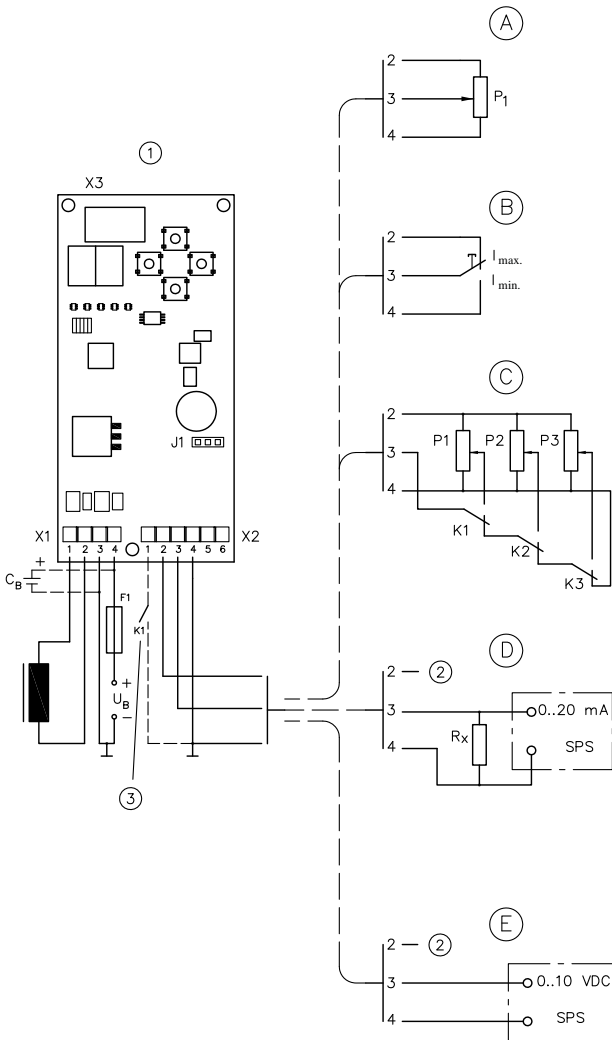 A
2
3
P1
4
1
X3
B
2
Imax.
3
Imin.
4
C
2
P1 P2 P3
3
4
K1
K2
K3
J1
X1 X2
1 2 3 4 1 2 3 4 5 6
+
CB
F1
K1
+
UB
−
3
D
2 2
3 0..20 mA
Rx
4 SPS
E
2 2
3 0..10 VDC
4 SPS